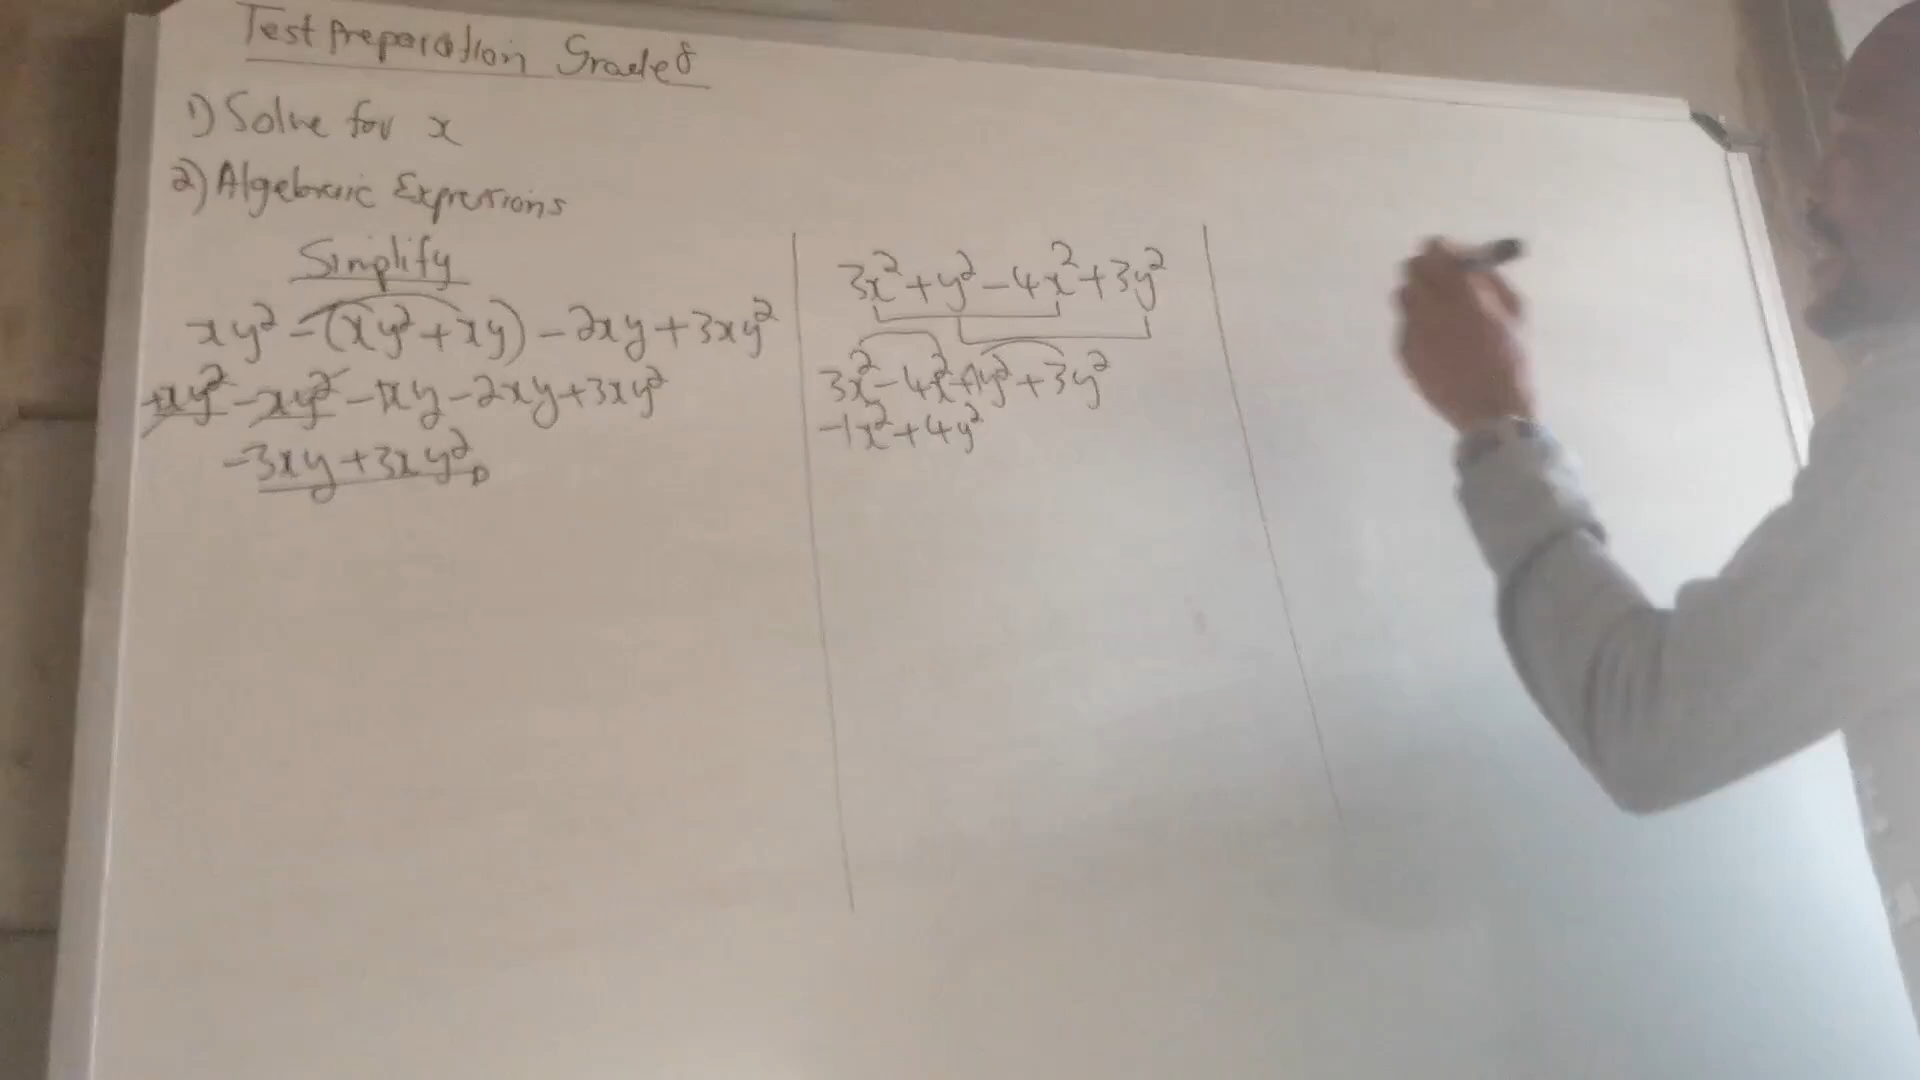 Test Preparation Grade 8
1) Solve for x
2) Algebraic Expressions
Simplify
xy² - (xy² + xy) - 2xy + 3xy²
+xy² - xy² - 1xy - 2xy + 3xy²
-3xy + 3xy²
3x² + y² - 4x² + 3y²
3x² - 4x² + 1y² + 3y²
-1x² + 4y²